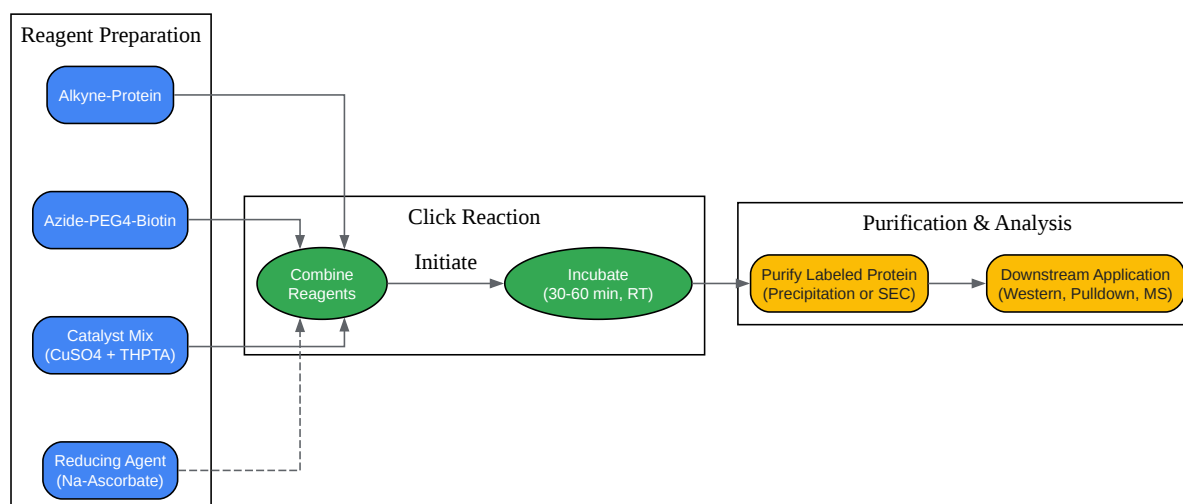 Reagent Preparation
Alkyne-Protein
Azide-PEG4-Biotin
Catalyst Mix
(CuSO4 + THPTA)
Reducing Agent
(Na-Ascorbate)
Click Reaction
Combine
Reagents
Initiate
Incubate
(30-60 min, RT)
Purification & Analysis
Purify Labeled Protein
(Precipitation or SEC)
Downstream Application
(Western, Pulldown, MS)